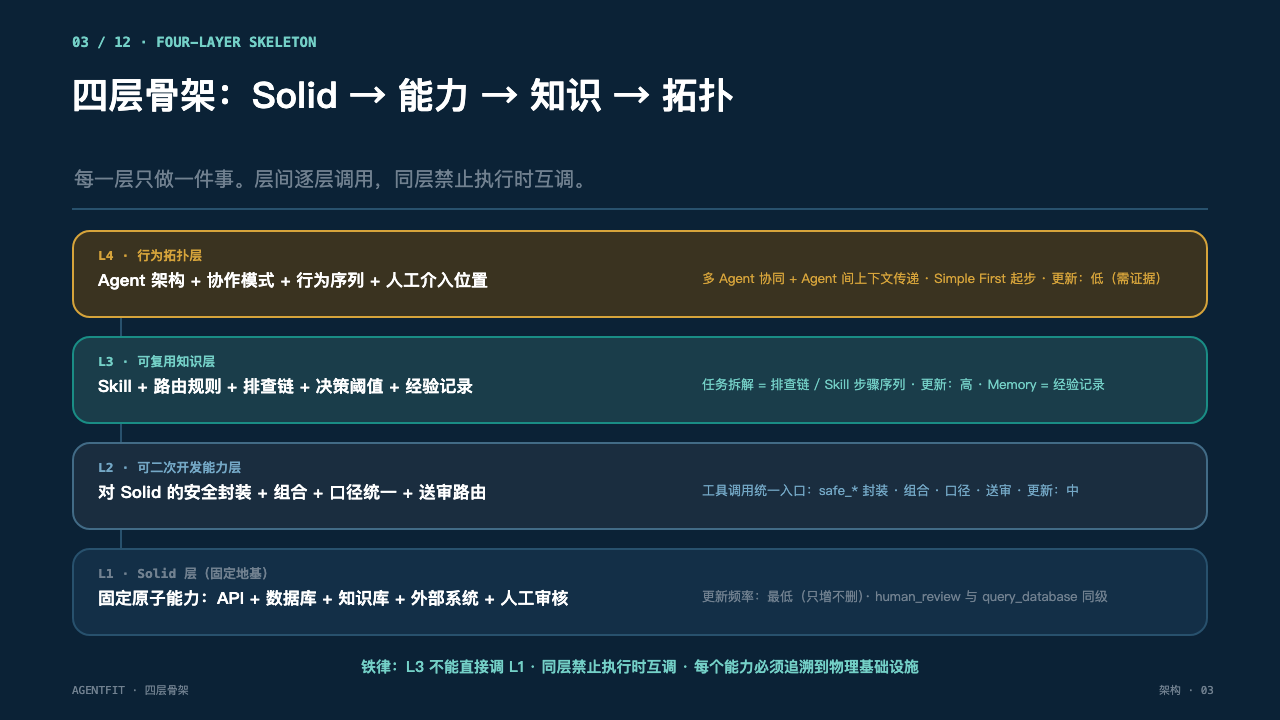 03 / 12 · FOUR-LAYER SKELETON
四层骨架：Solid → 能力 → 知识 → 拓扑
每一层只做一件事。层间逐层调用，同层禁止执行时互调。
L4 · 行为拓扑层
Agent 架构 + 协作模式 + 行为序列 + 人工介入位置
多 Agent 协同 + Agent 间上下文传递 · Simple First 起步 · 更新：低（需证据）
L3 · 可复用知识层
Skill + 路由规则 + 排查链 + 决策阈值 + 经验记录
任务拆解 = 排查链 / Skill 步骤序列 · 更新：高 · Memory = 经验记录
L2 · 可二次开发能力层
对 Solid 的安全封装 + 组合 + 口径统一 + 送审路由
工具调用统一入口：safe_* 封装 · 组合 · 口径 · 送审 · 更新：中
L1 · Solid 层（固定地基）
固定原子能力：API + 数据库 + 知识库 + 外部系统 + 人工审核
更新频率：最低（只增不删）· human_review 与 query_database 同级
铁律：L3 不能直接调 L1 · 同层禁止执行时互调 · 每个能力必须追溯到物理基础设施
AGENTFIT · 四层骨架
架构 · 03